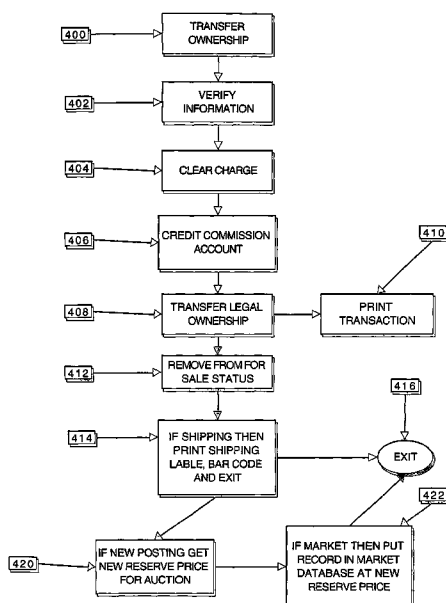 400
TRANSFER
OWNERSHIP
402
VERIFY
INFORMATION
404
CLEAR CHARGE
406
CREDIT COMMISSION
ACCOUNT
410
408
TRANSFER LEGAL
OWNERSHIP
PRINT
TRANSACTION
412
REMOVE FROM FOR
SALE STATUS
416
414
IF SHIPPING THEN
PRINT SHIPPING
LABLE, BAR CODE
AND EXIT
EXIT
422
420
IF NEW POSTING GET
NEW RESERVE PRICE
FOR AUCTION
IF MARKET THEN PUT
RECORD IN MARKET
DATABASE AT NEW
RESERVE PRICE